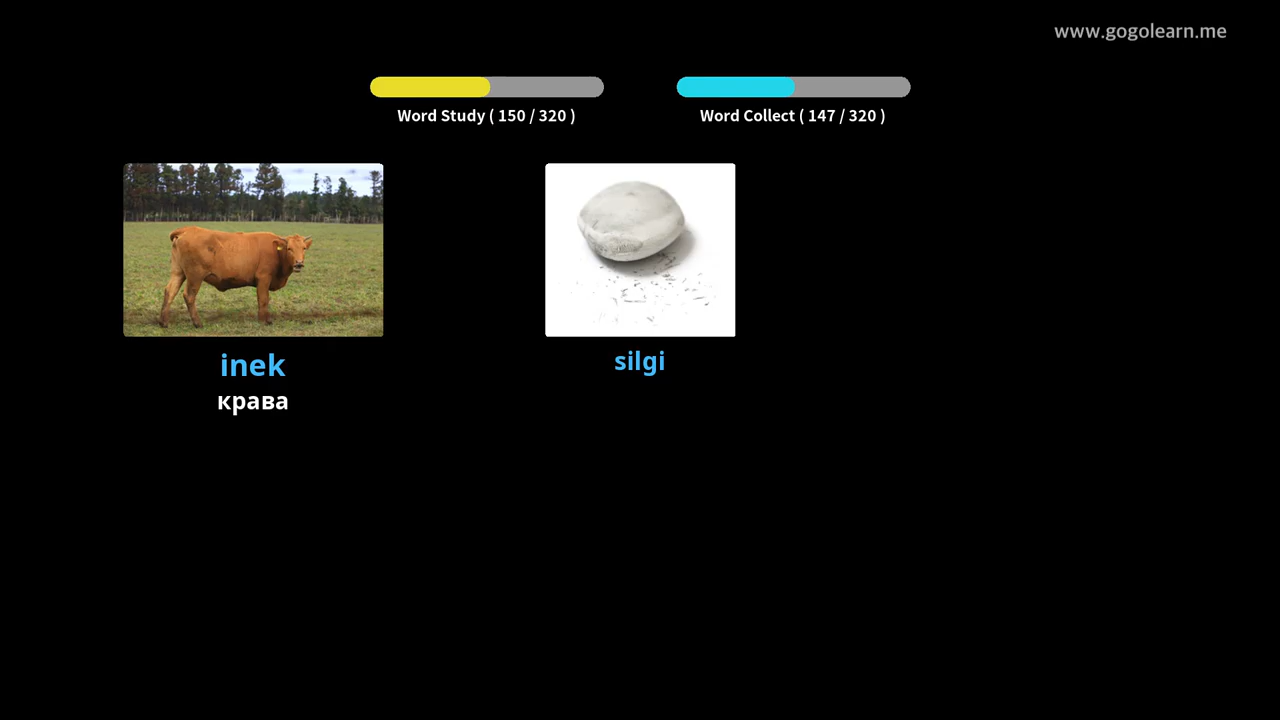 www.gogolearn.me
Word Study ( 150 / 320 )
Word Collect ( 147 / 320 )
inek
крава
silgi